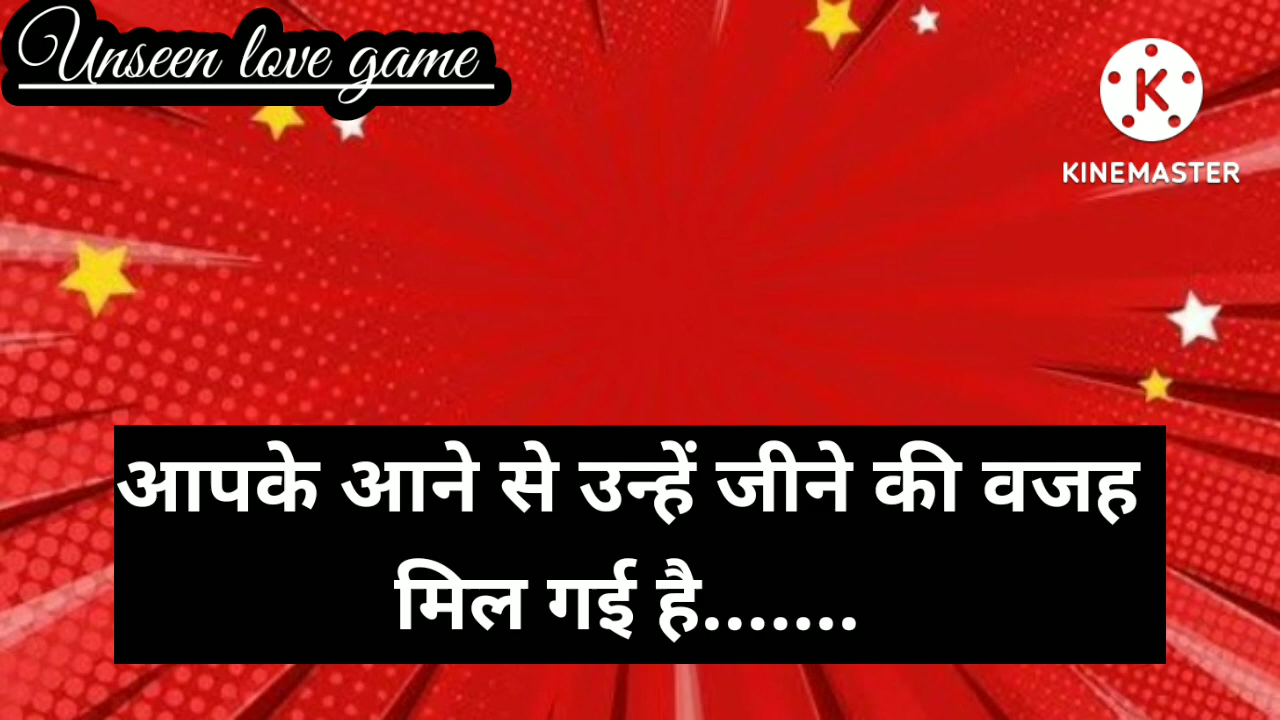 Unseen love game
K
KINEMASTER
आपके आने से उन्हें जीने की वजह
मिल गई है.......